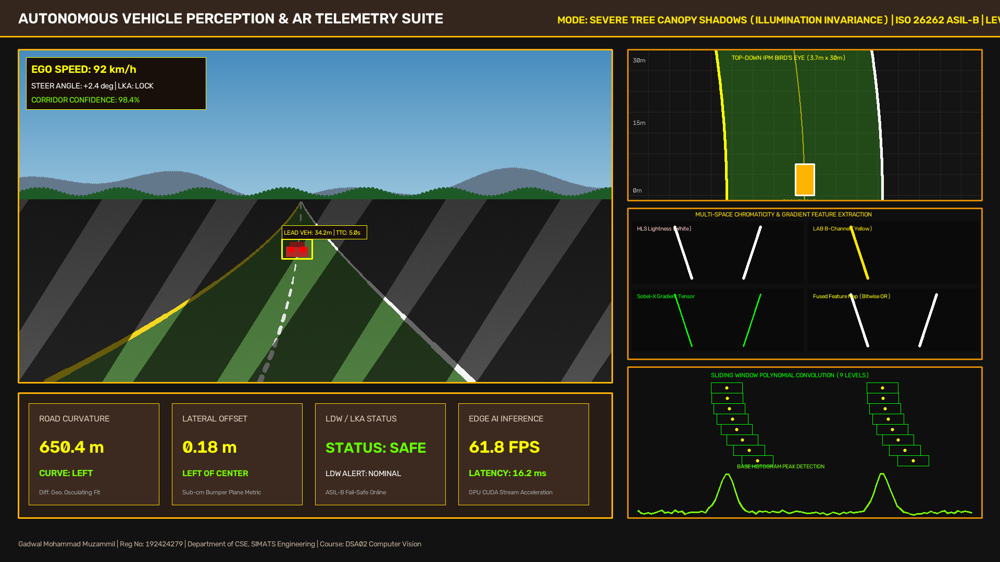 AUTONOMOUS VEHICLE PERCEPTION & AR TELEMETRY SUITE
MODE: SEVERE TREE CANOPY SHADOWS (ILLUMINATION INVARIANCE) | ISO 26262 ASIL-B |
EGO SPEED: 92 km/h
STEER ANGLE: +2.4 deg | LKA: LOCK
CORRIDOR CONFIDENCE: 98.4%
LEAD VEH: 34.2m | TTC: 5.0s
TOP-DOWN IPM BIRD'S EYE (3.7m x 30m)
30m
15m
0m
MULTI-SPACE CHROMATICITY & GRADIENT FEATURE EXTRACTION
HLS Lightness (White)
LAB B-Channel (Yellow)
Sobel-X Gradient Tensor
Fused Feature Map (Bitwise OR)
SLIDING WINDOW POLYNOMIAL CONVOLUTION (9 LEVELS)
BASE HISTOGRAM PEAK DETECTION
ROAD CURVATURE
650.4 m
CURVE: LEFT
Diff. Geo. Osculating Fit
LATERAL OFFSET
0.18 m
LEFT OF CENTER
Sub-cm Bumper Plane Metric
LDW / LKA STATUS
STATUS: SAFE
LDW ALERT: NOMINAL
ASIL-B Fail-Safe Online
EDGE AI INFERENCE
61.8 FPS
LATENCY: 16.2 ms
GPU CUDA Stream Acceleration
Gadwal Mohammad Muzammil | Reg No: 192424279 | Department of CSE, SIMATS Engineering | Course: DSA02 Computer Vision